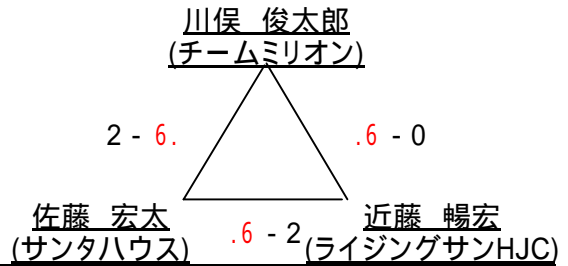 川俣 俊太郎
(チームミリオン)
2 - 6.
.6 - 0
佐藤 宏太
(サンタハウス)
.6 - 2
近藤 暢宏
(ライジングサンHJC)